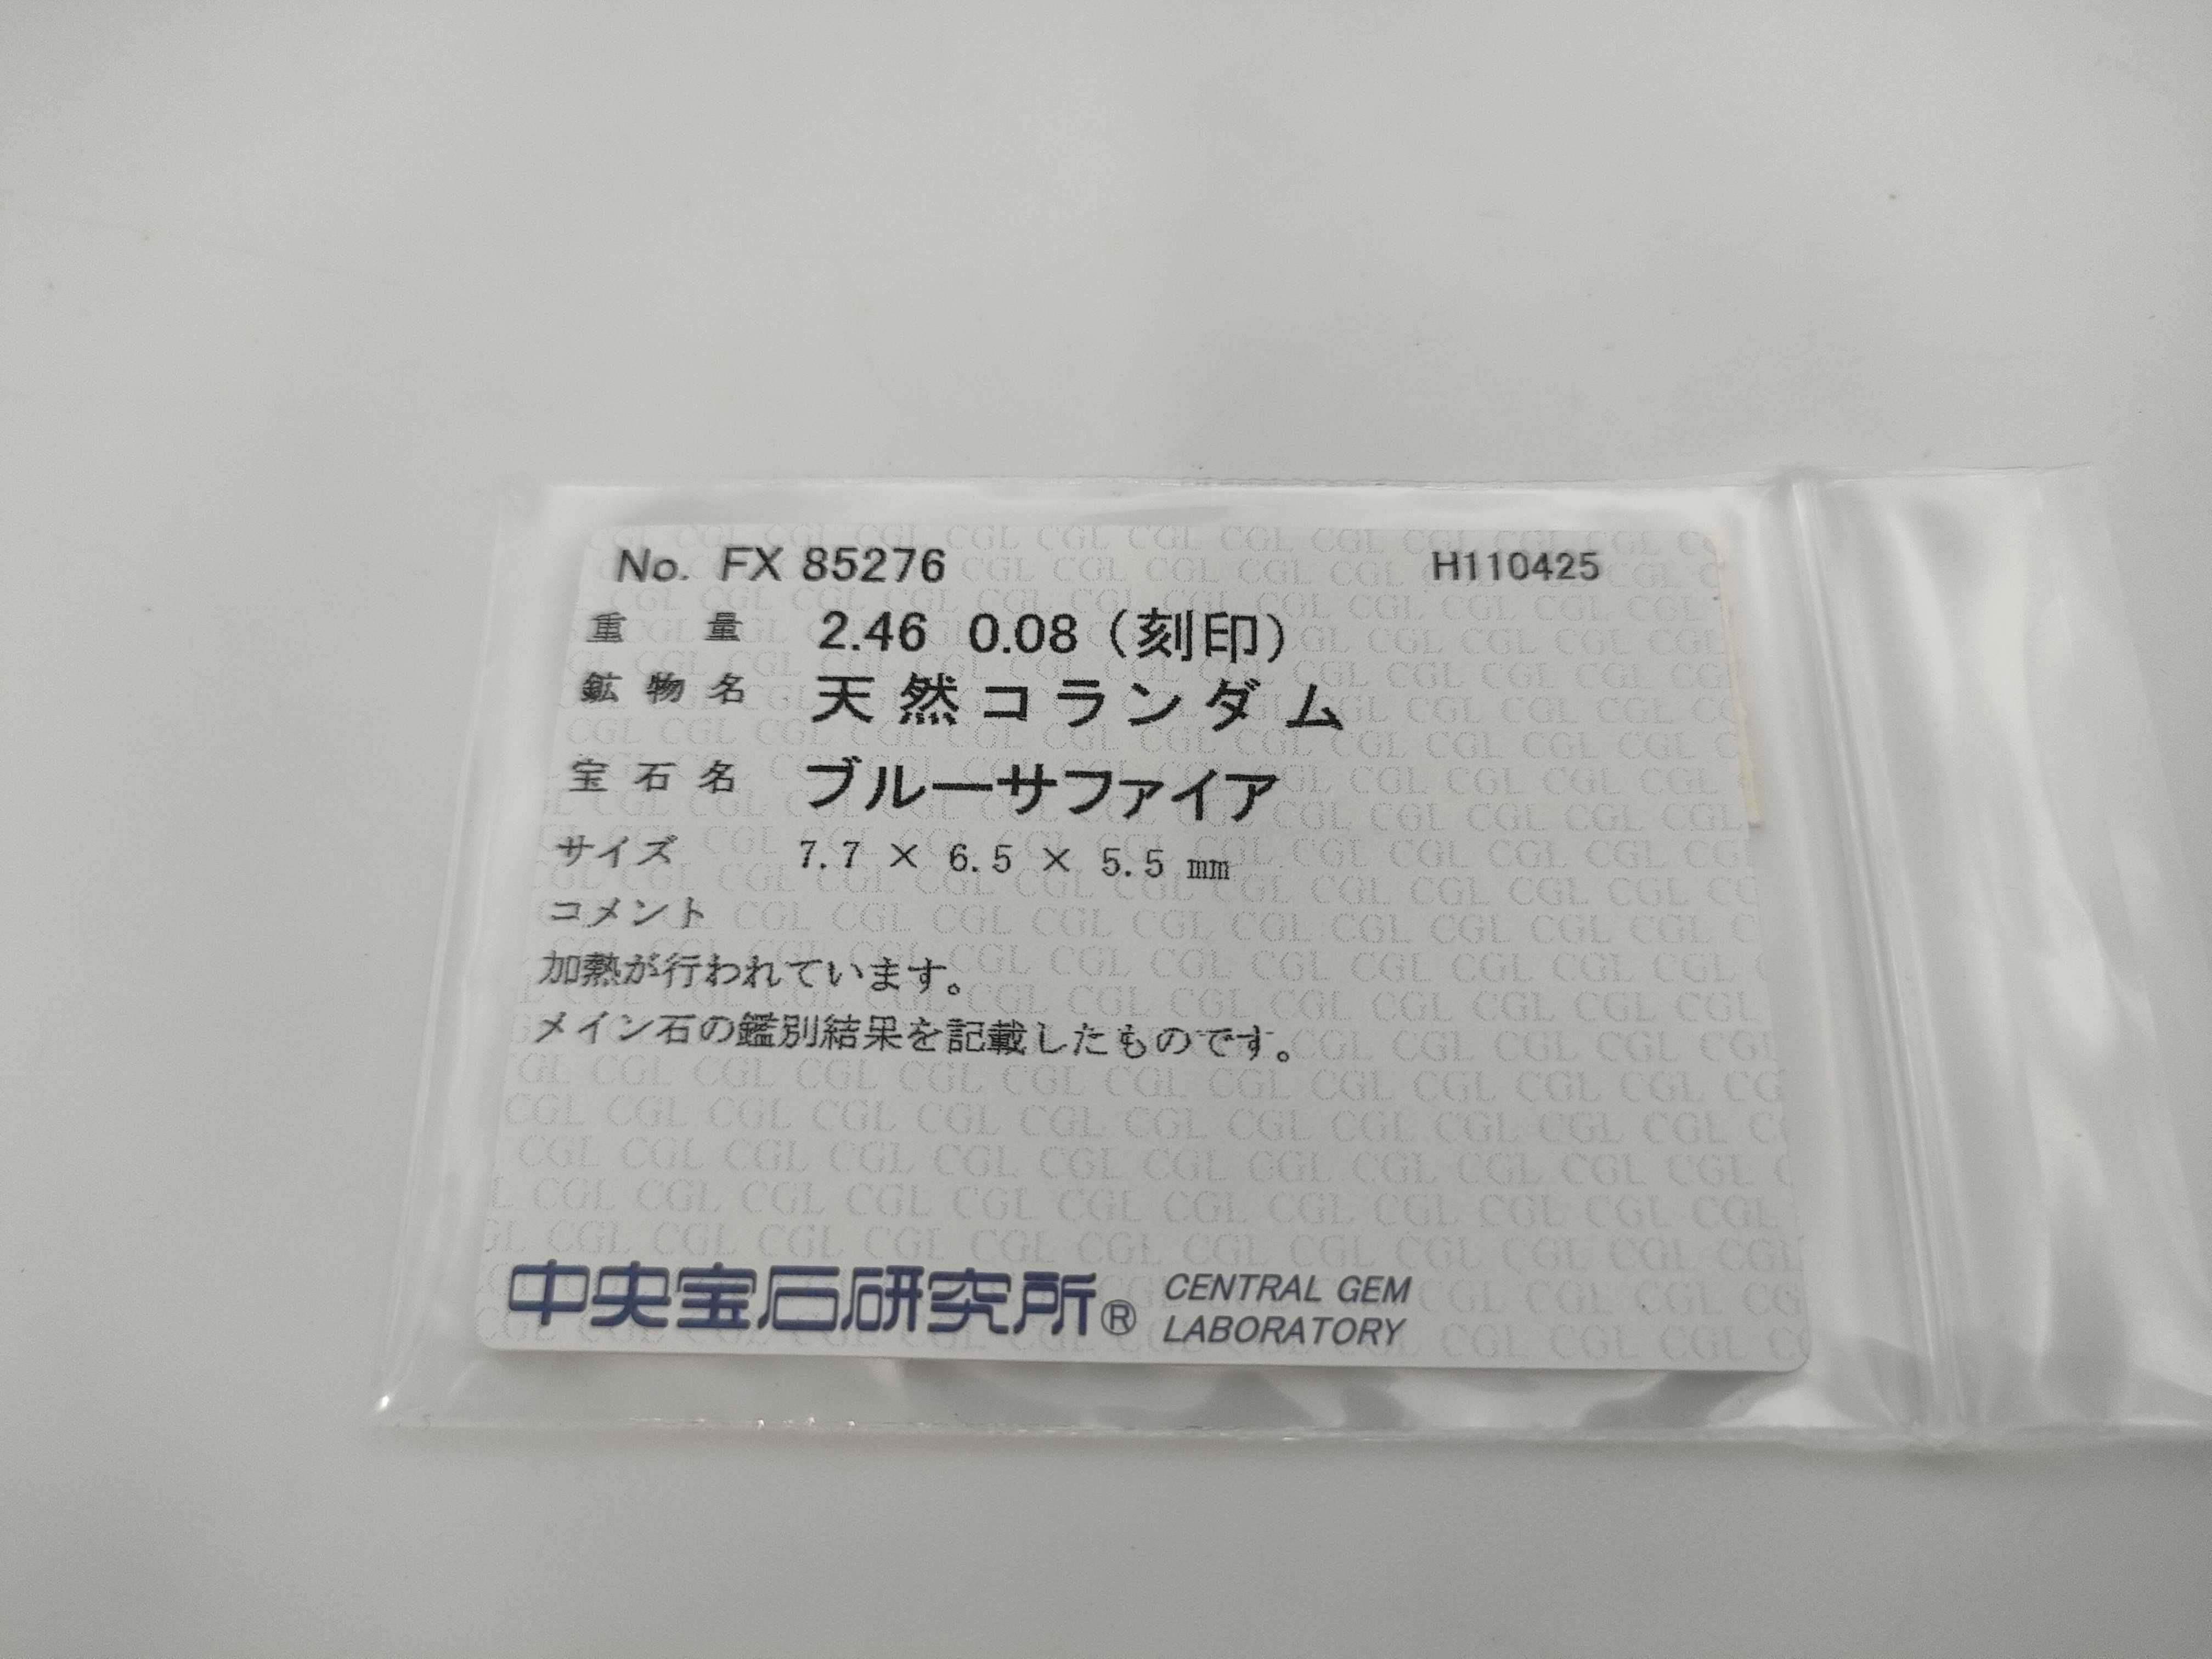 No. FX 85276 H110425
重量 2.46 0.08（刻印）
鉱物名 天然コランダム
宝石名 ブルーサファイア
サイズ 7.7 × 6.5 × 5.5 mm
コメント
加熱が行われています。
メイン石の鑑別結果を記載したものです。
中央宝石研究所® CENTRAL GEM
LABORATORY